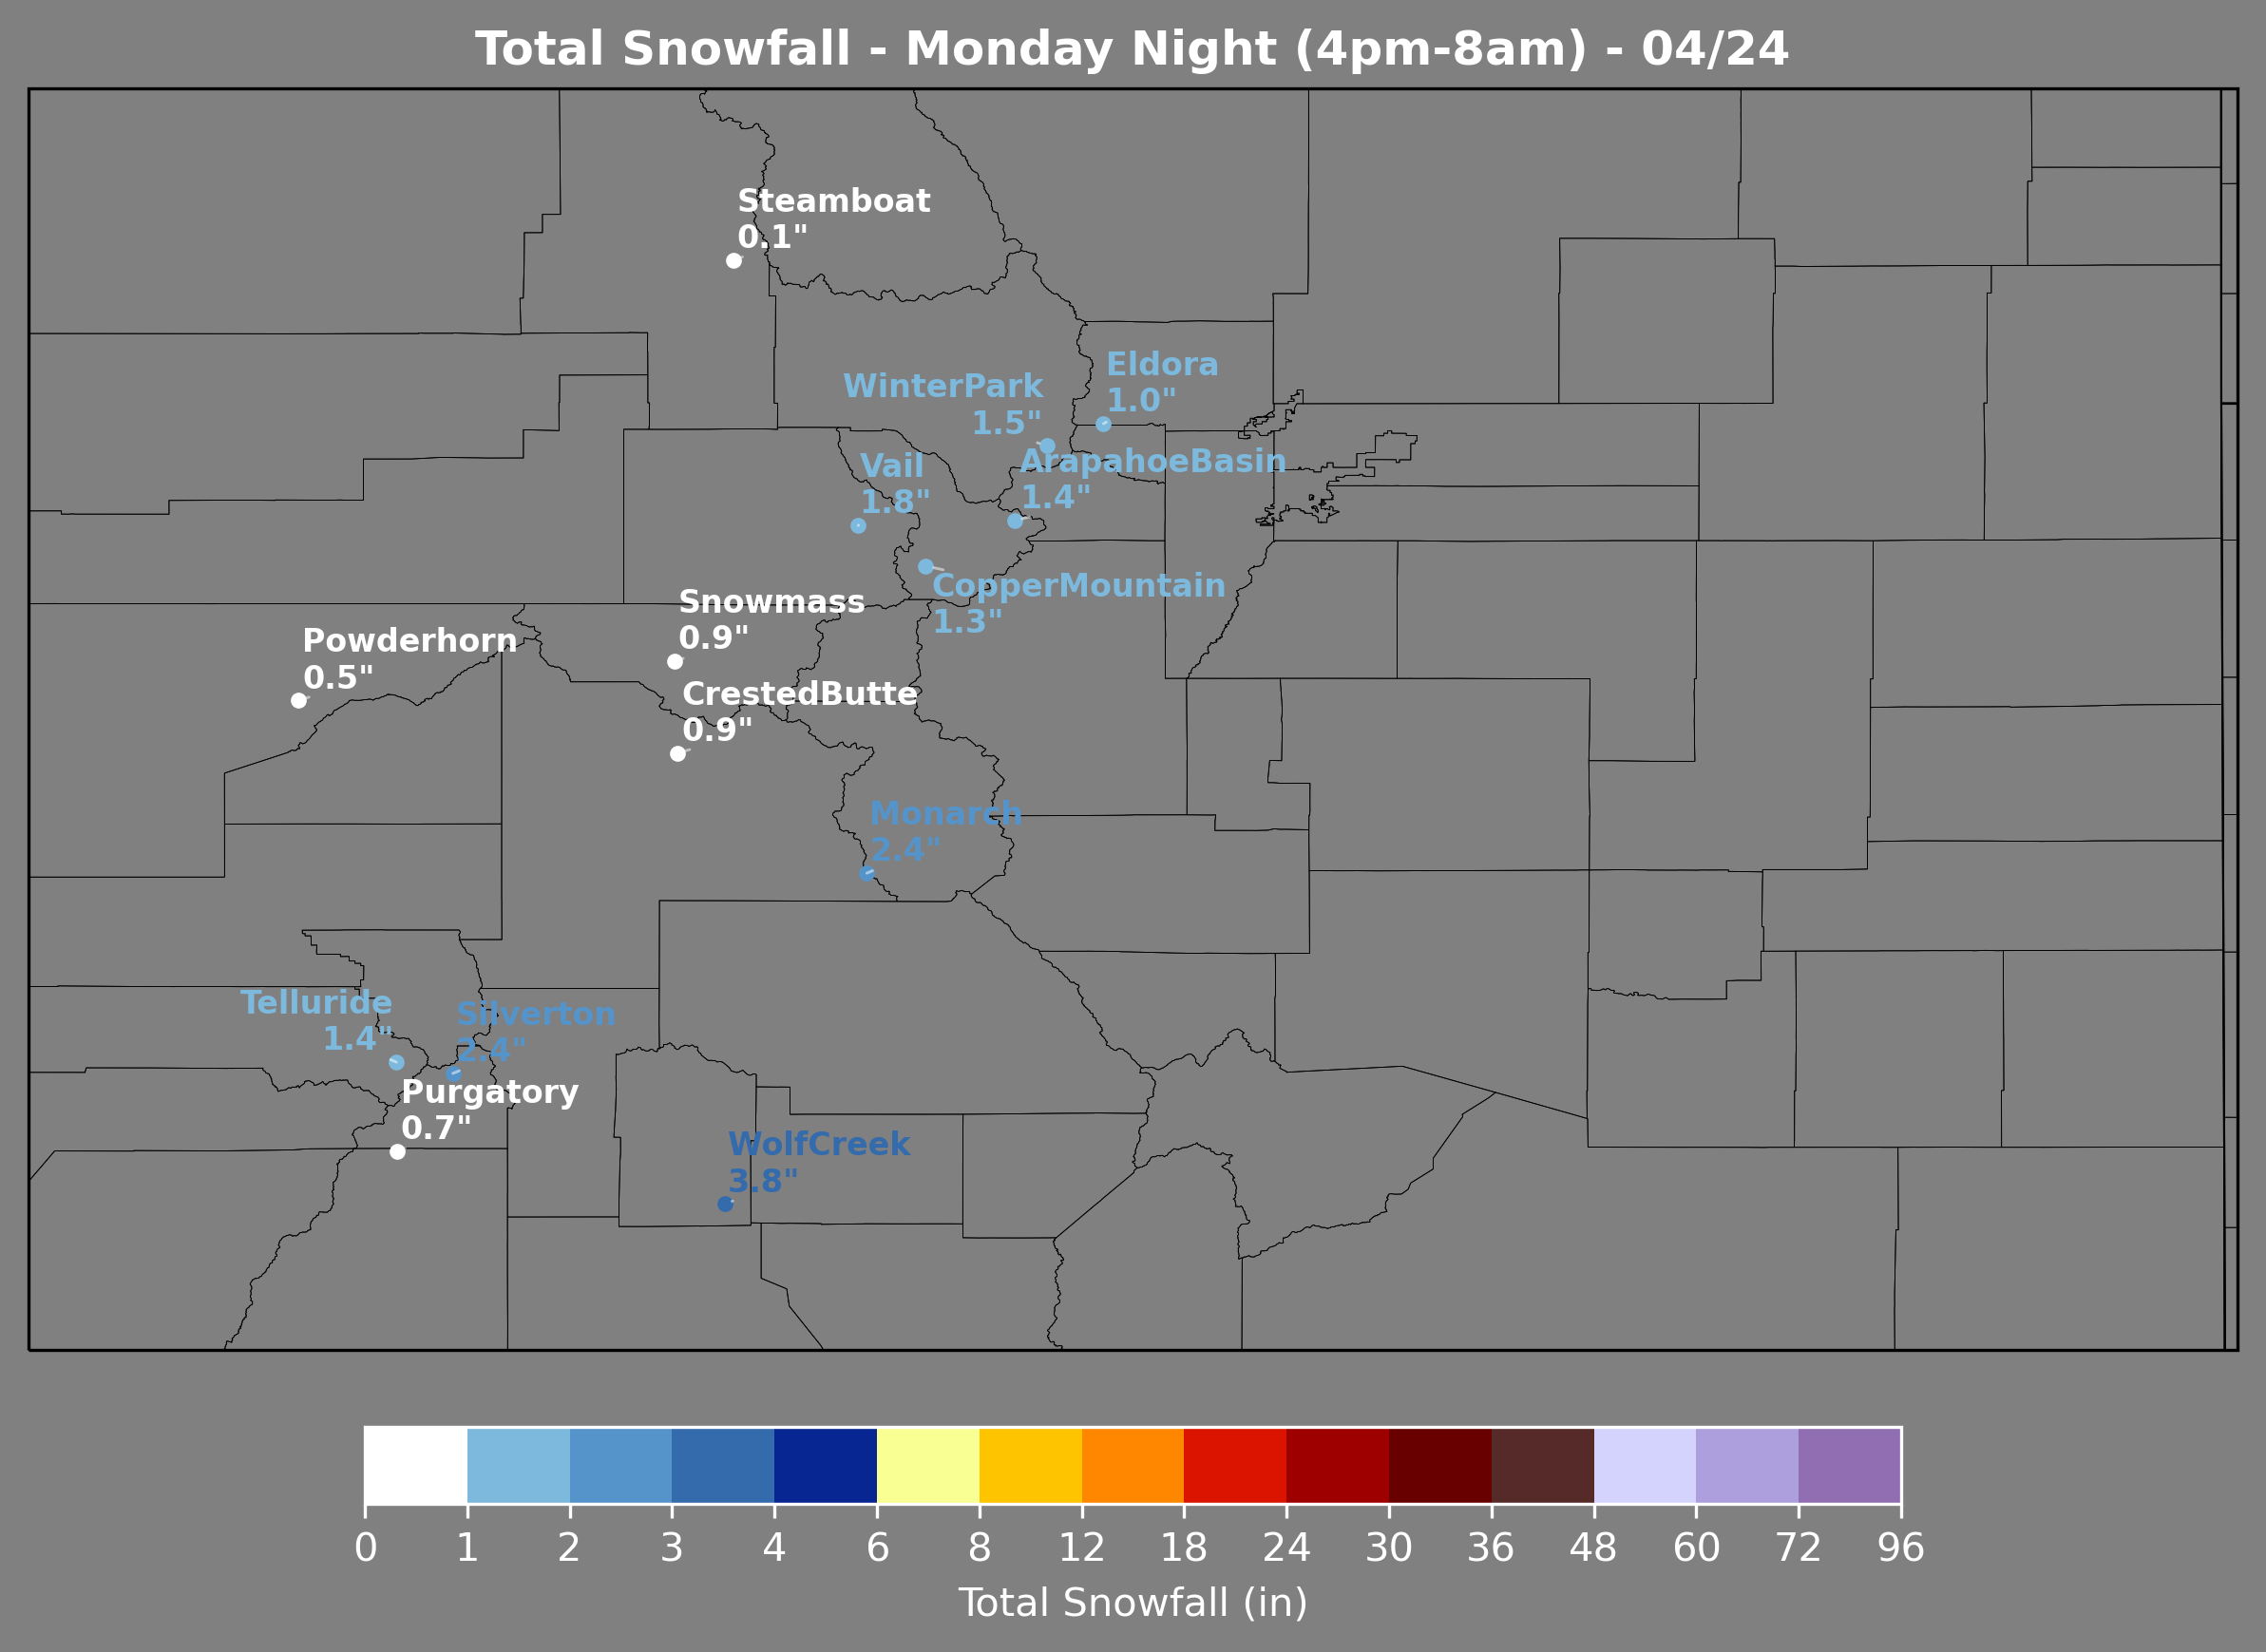 Total Snowfall - Monday Night (4pm-8am) - 04/24
Steamboat
0.1"
Eldora
1.0"
WinterPark
1.5"
Vail
1.8"
ArapahoeBasin
1.4"
CopperMountain
1.3"
Snowmass
0.9"
Powderhorn
0.5"
CrestedButte
0.9"
Monarch
2.4"
Telluride
1.4"
Silverton
2.4"
Purgatory
0.7"
WolfCreek
3.8"
0 1 2 3 4 6 8 12 18 24 30 36 48 60 72 96
Total Snowfall (in)